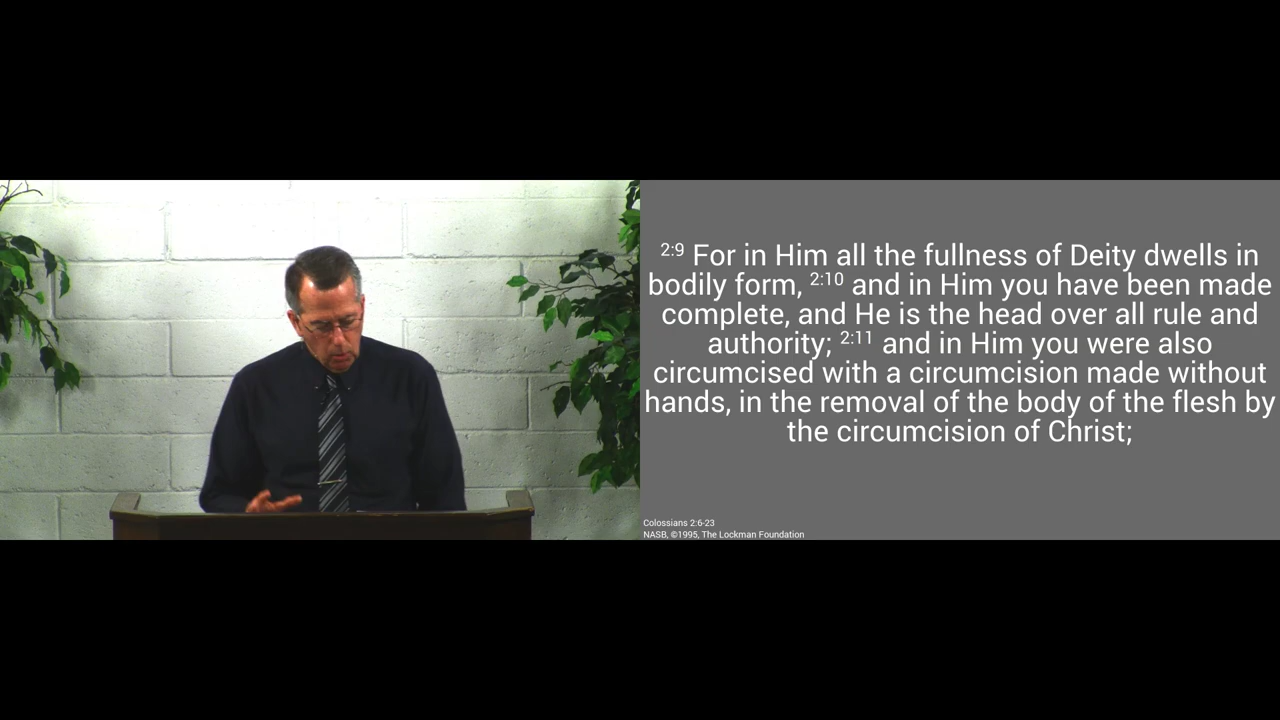 2:9 For in Him all the fullness of Deity dwells in
bodily form, 2:10 and in Him you have been made
complete, and He is the head over all rule and
authority; 2:11 and in Him you were also
circumcised with a circumcision made without
hands, in the removal of the body of the flesh by
the circumcision of Christ;
Colossians 2:6-23
NASB, ©1995, The Lockman Foundation